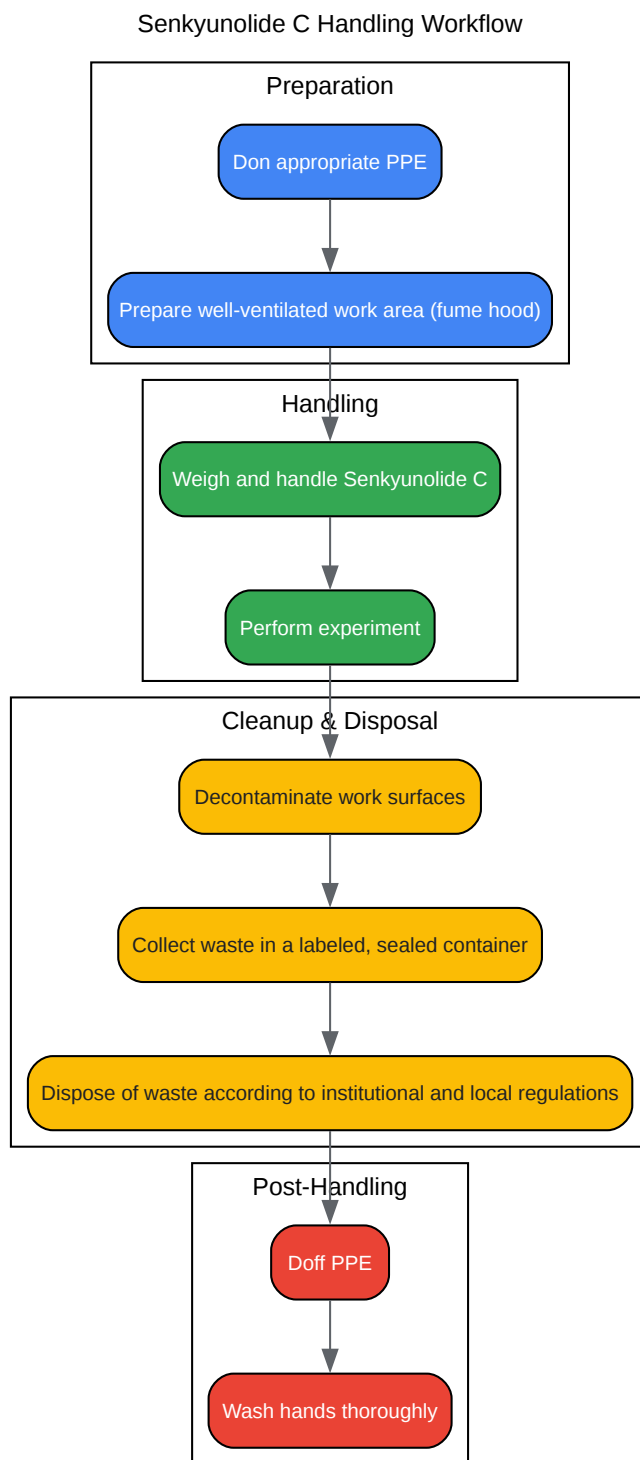 Senkyunolide C Handling Workflow
Preparation
Don appropriate PPE
Prepare well-ventilated work area (fume hood)
Handling
Weigh and handle Senkyunolide C
Perform experiment
Cleanup & Disposal
Decontaminate work surfaces
Collect waste in a labeled, sealed container
Dispose of waste according to institutional and local regulations
Post-Handling
Doff PPE
Wash hands thoroughly